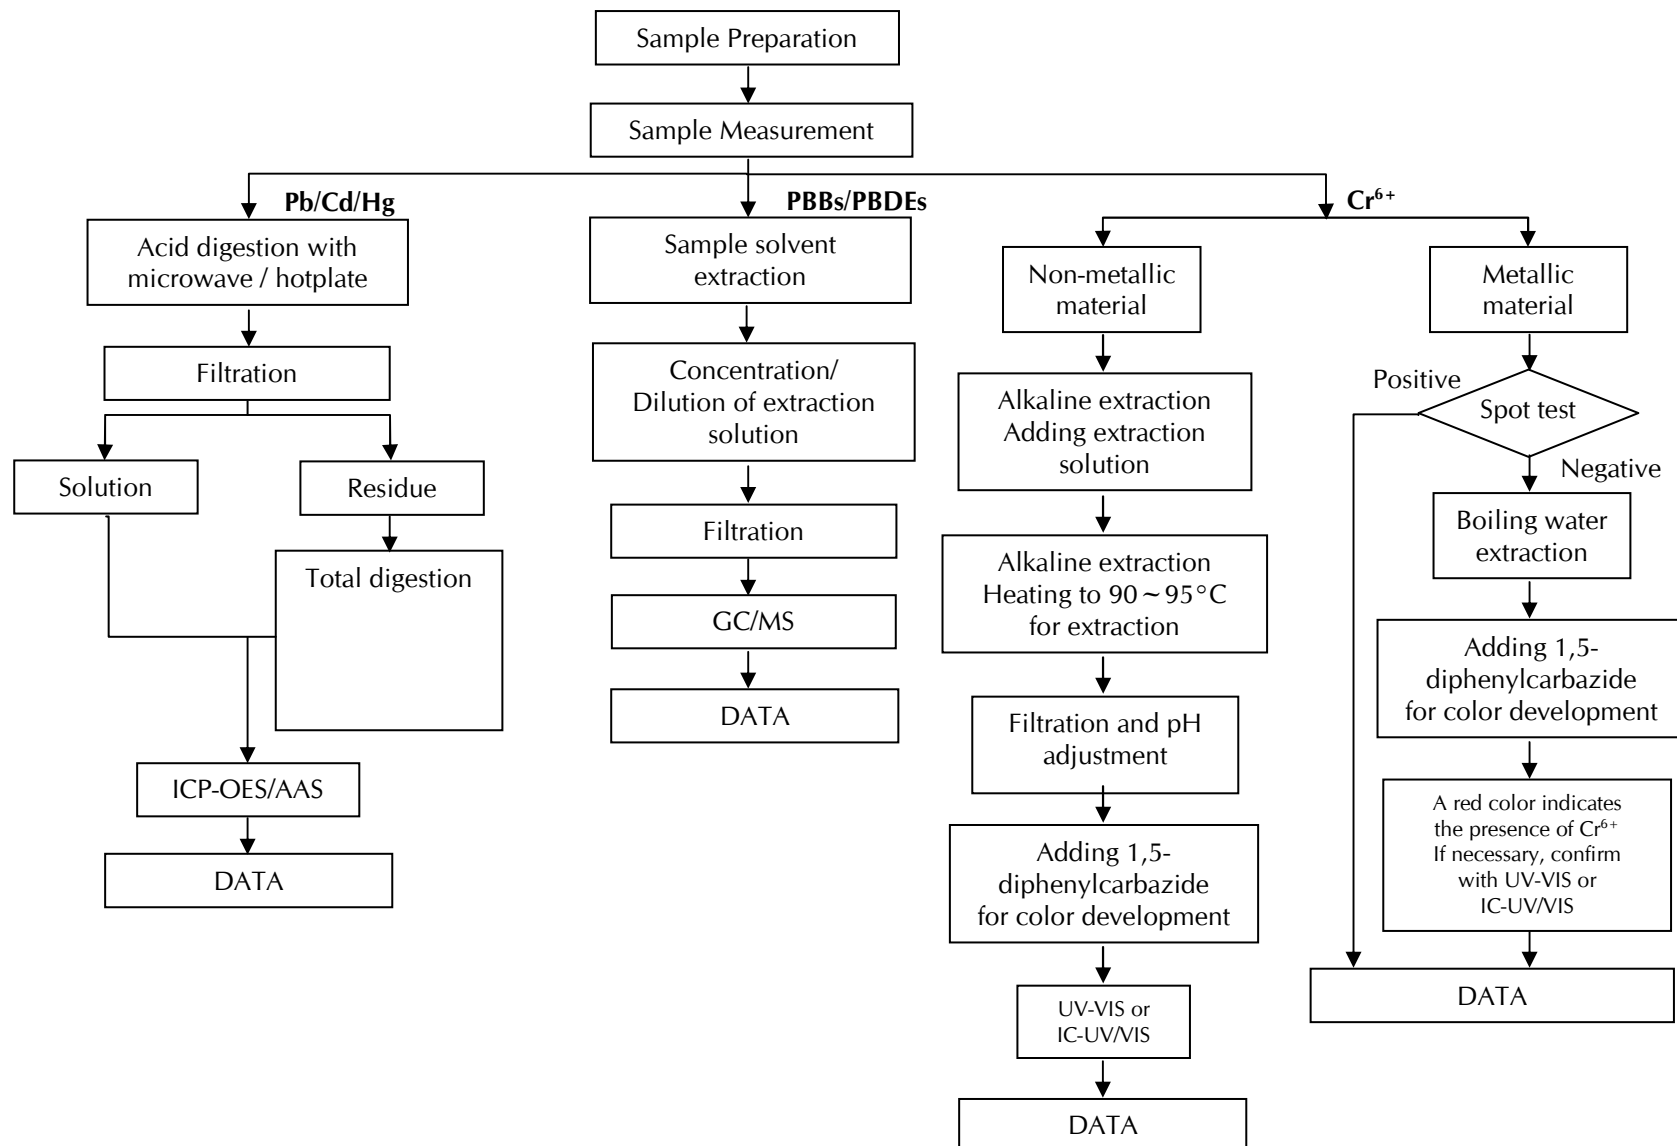 Sample Preparation
Sample Measurement
Pb/Cd/Hg
Acid digestion with
microwave / hotplate
Filtration
Solution
Residue
Total digestion
ICP-OES/AAS
DATA
PBBs/PBDEs
Sample solvent
extraction
Concentration/
Dilution of extraction
solution
Filtration
GC/MS
DATA
Cr⁶⁺
Non-metallic
material
Alkaline extraction
Adding extraction
solution
Alkaline extraction
Heating to 90～95°C
for extraction
Filtration and pH
adjustment
Adding 1,5-
diphenylcarbazide
for color development
UV-VIS or
IC-UV/VIS
DATA
Metallic
material
Positive
Spot test
Negative
Boiling water
extraction
Adding 1,5-
diphenylcarbazide
for color development
A red color indicates
the presence of Cr⁶⁺
If necessary, confirm
with UV-VIS or
IC-UV/VIS
DATA